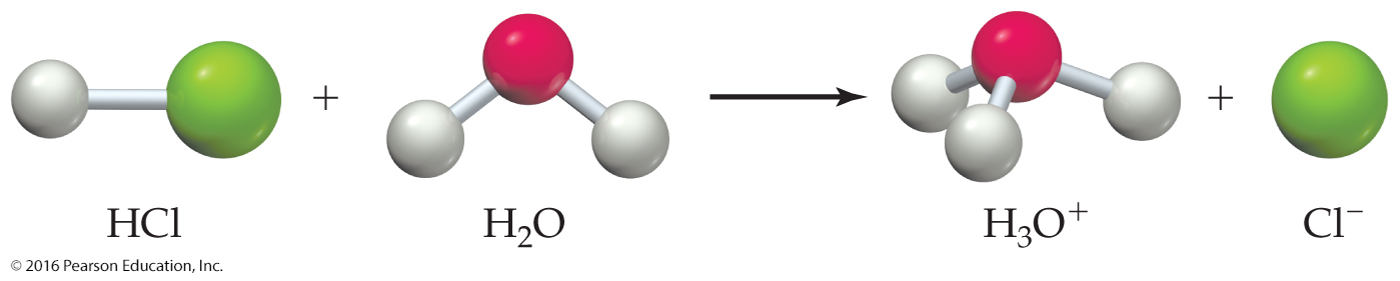 + +
HCl H₂O H₃O⁺ Cl⁻
© 2016 Pearson Education, Inc.